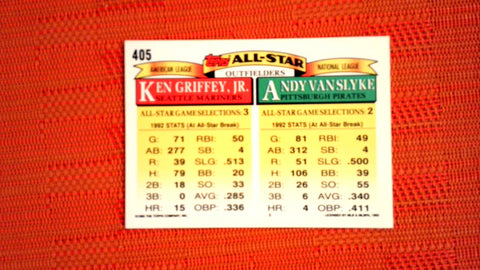 405
Topps ALL-STAR
AMERICAN LEAGUE OUTFIELDERS NATIONAL LEAGUE
KEN GRIFFEY, JR. ANDY VAN SLYKE
SEATTLE MARINERS PITTSBURGH PIRATES
ALL-STAR GAME SELECTIONS: 3 ALL-STAR GAME SELECTIONS: 2
1992 STATS (At All-Star Break) 1992 STATS (At All-Star Break)
G: 71 RBI: 50 G: 81 RBI: 49
AB: 277 SB: 4 AB: 312 SB: 4
R: 39 SLG: .513 R: 51 SLG: .500
H: 79 BB: 20 H: 106 BB: 39
2B: 18 SO: 33 2B: 26 SO: 55
3B: 0 AVG: .285 3B: 6 AVG: .340
HR: 15 OBP: .336 HR: 4 OBP: .411
THE TOPPS COMPANY, INC.